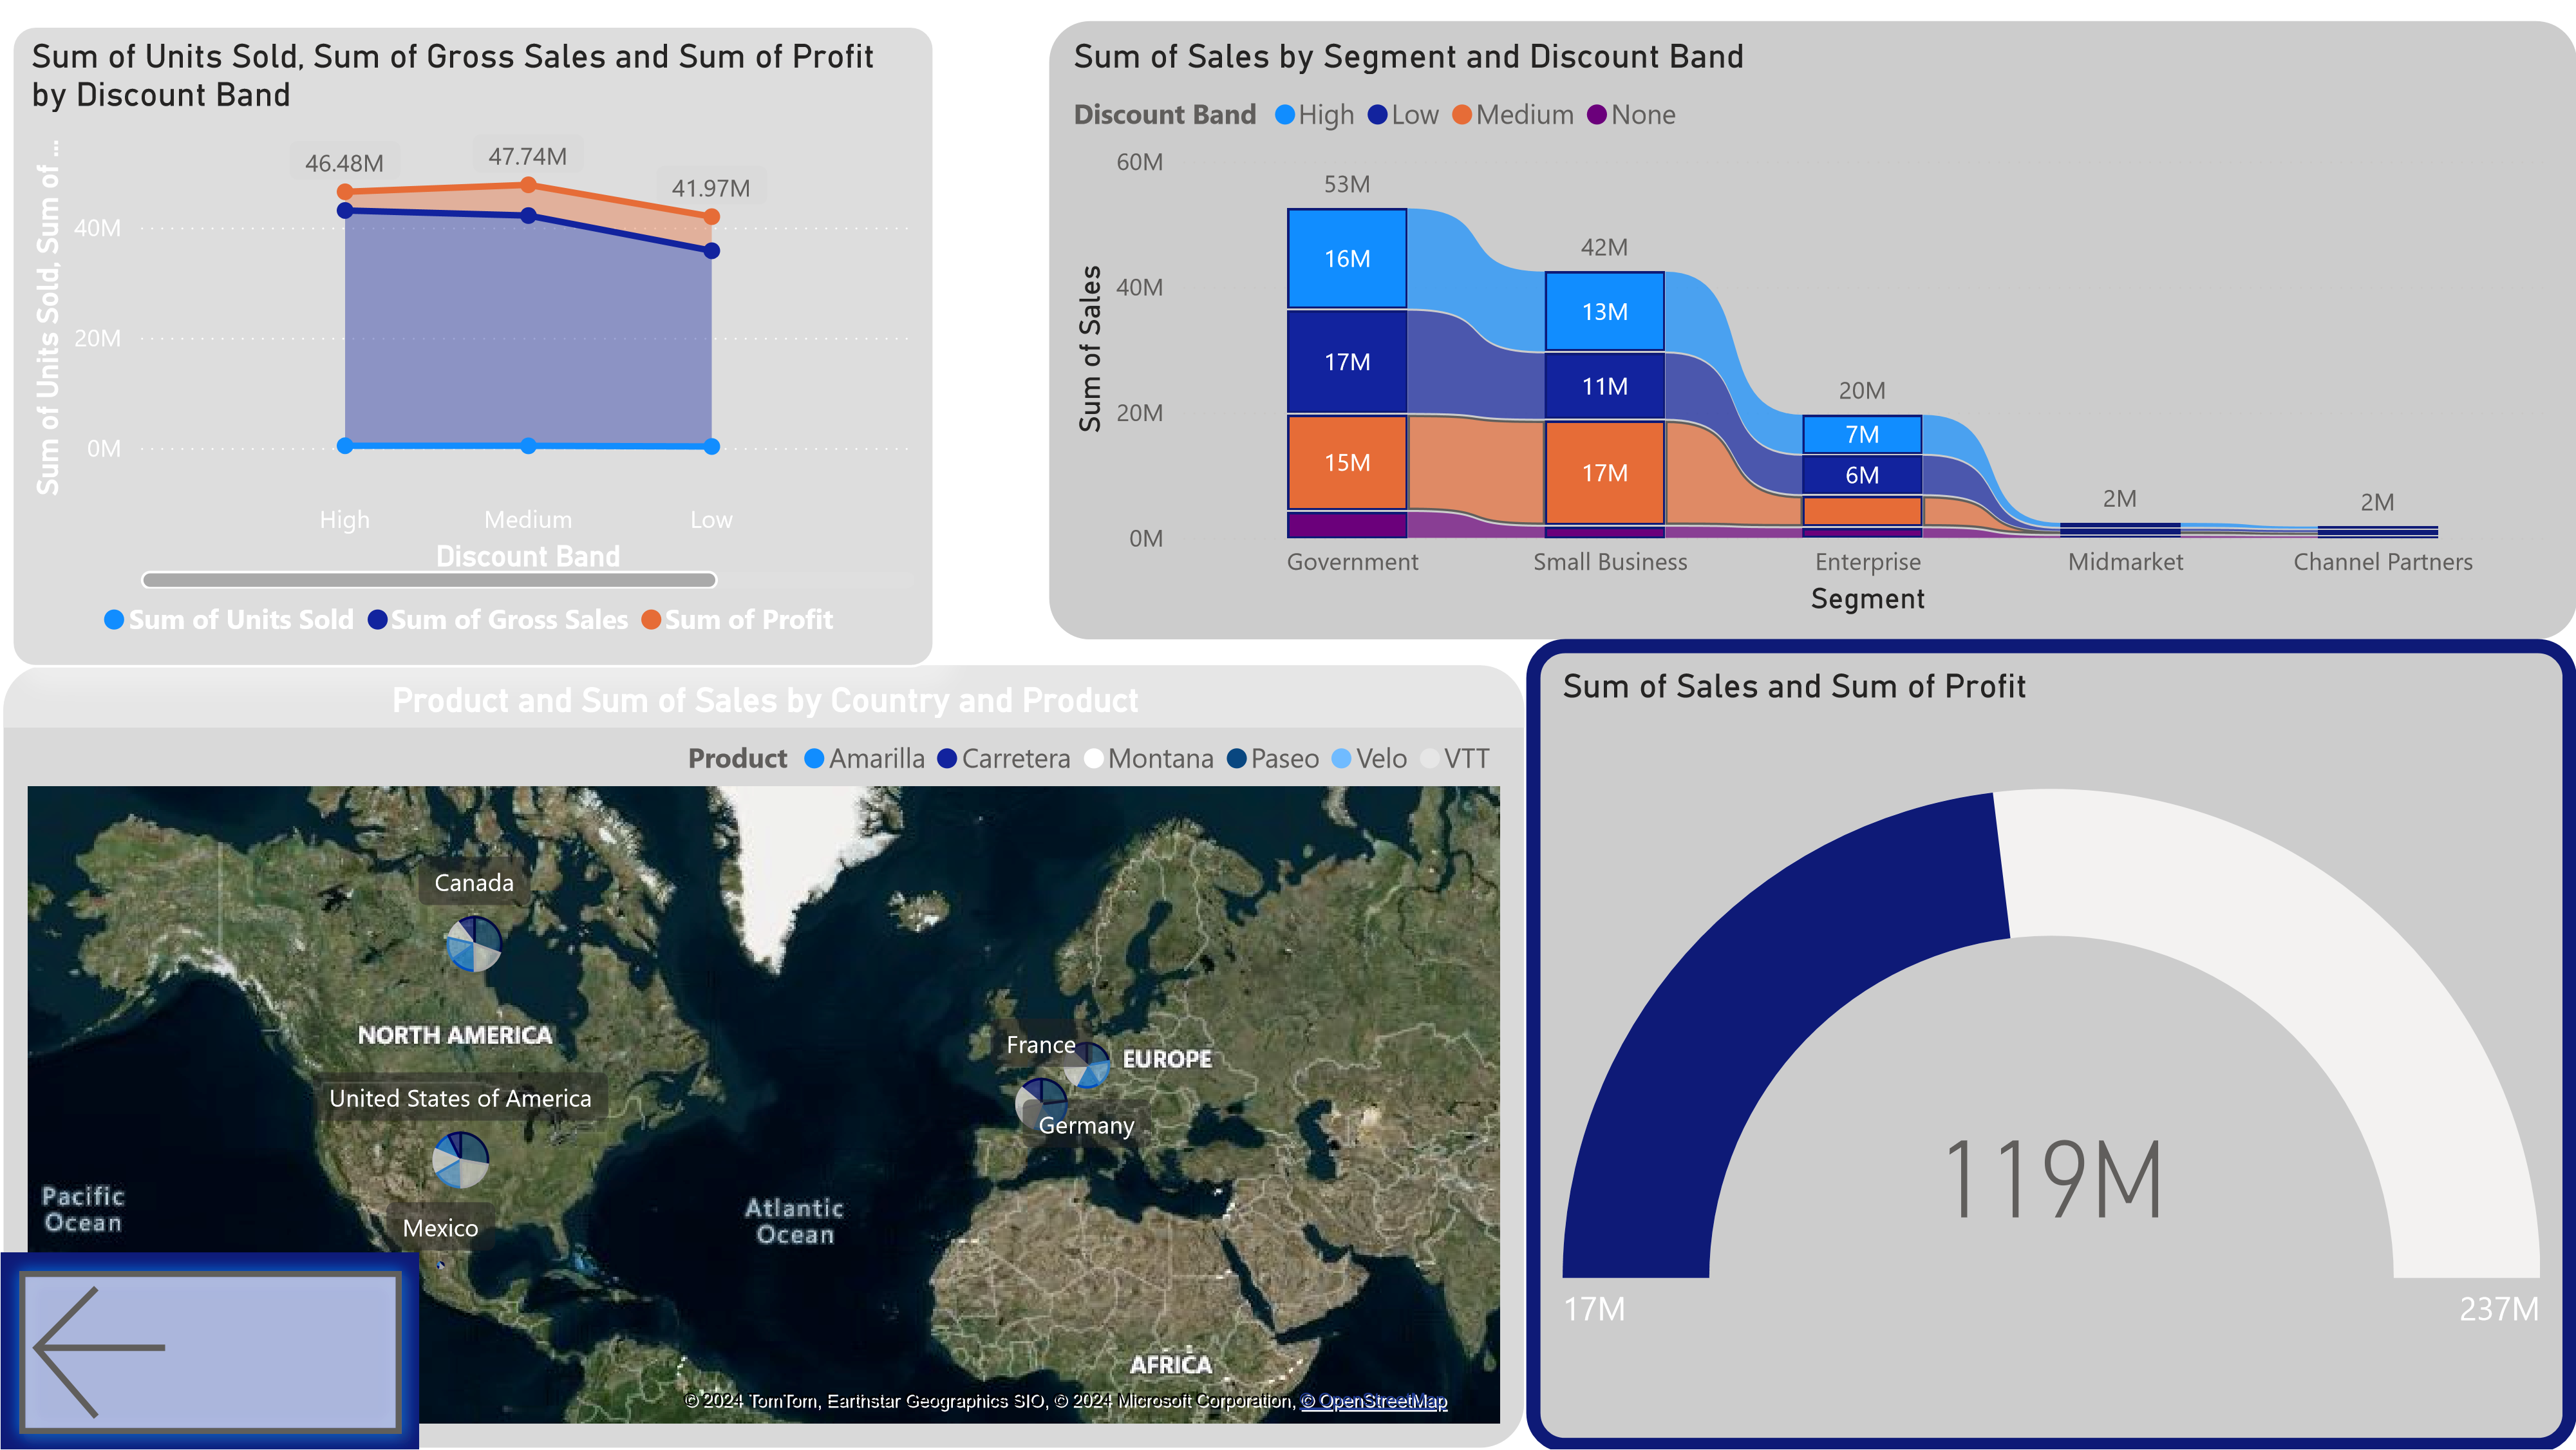 Sum of Units Sold, Sum of Gross Sales and Sum of Profit
by Discount Band
Sum of Units Sold, Sum of ...
40M
20M
0M
46.48M
47.74M
41.97M
High
Medium
Low
Discount Band
Sum of Units Sold
Sum of Gross Sales
Sum of Profit
Sum of Sales by Segment and Discount Band
Discount Band High Low Medium None
Sum of Sales
60M
40M
20M
0M
53M
16M
17M
15M
42M
13M
11M
17M
20M
7M
6M
2M
2M
Government
Small Business
Enterprise
Midmarket
Channel Partners
Segment
Product and Sum of Sales by Country and Product
Product Amarilla Carretera Montana Paseo Velo VTT
Canada
NORTH AMERICA
United States of America
Mexico
Pacific
Ocean
Atlantic
Ocean
France
EUROPE
Germany
AFRICA
© 2024 TomTom, Earthstar Geographics SIO, © 2024 Microsoft Corporation, © OpenStreetMap
Sum of Sales and Sum of Profit
119M
17M
237M